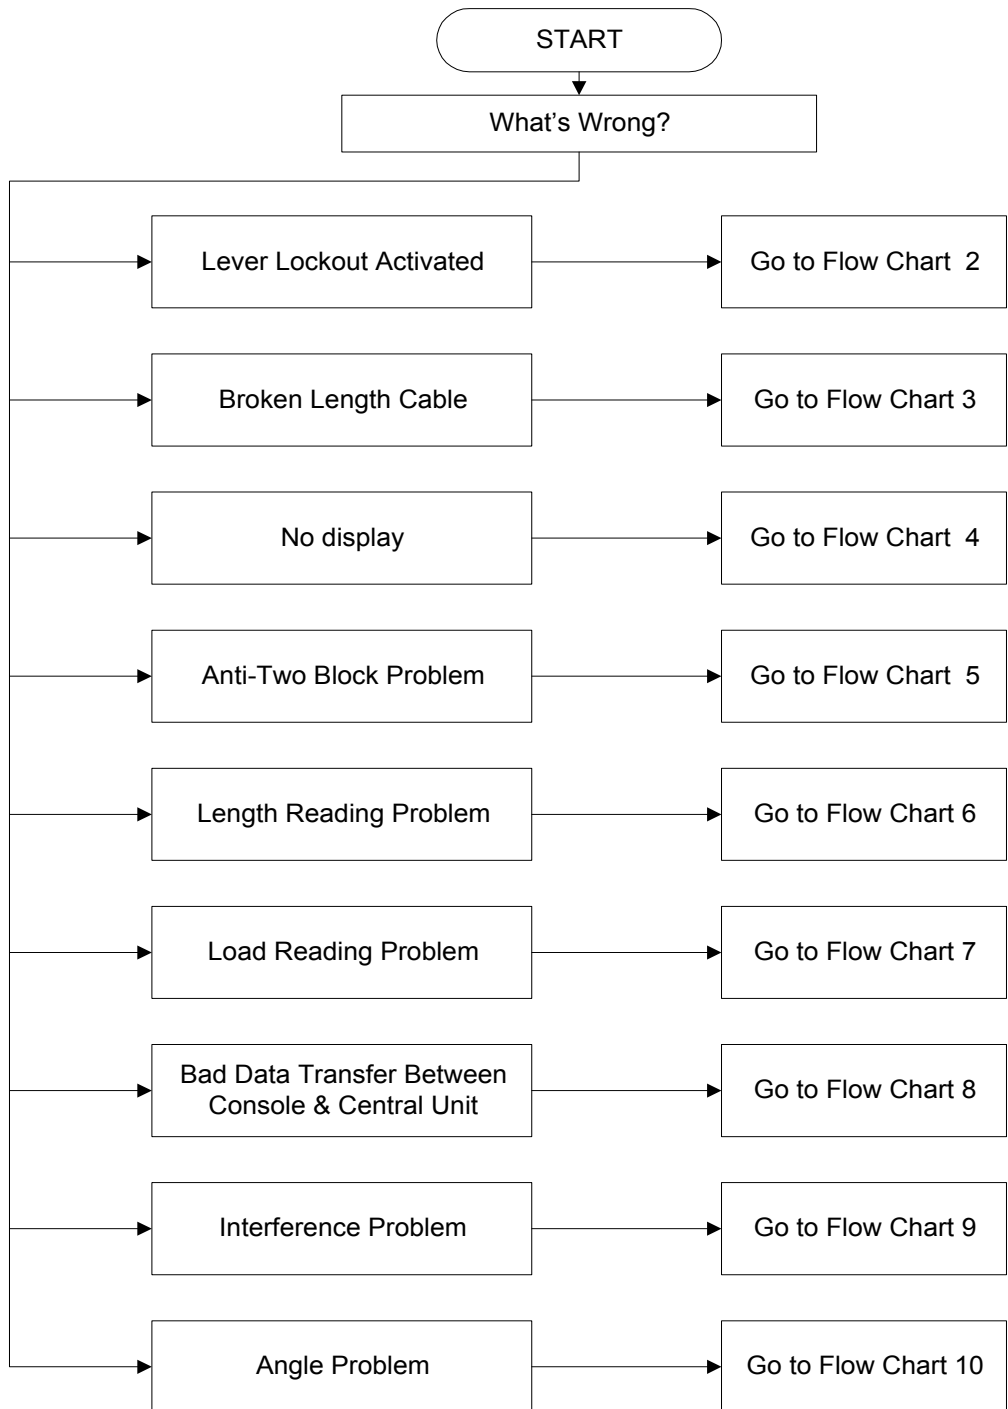 START
What's Wrong?
Lever Lockout Activated
Go to Flow Chart  2
Broken Length Cable
Go to Flow Chart 3
No display
Go to Flow Chart  4
Anti-Two Block Problem
Go to Flow Chart  5
Length Reading Problem
Go to Flow Chart 6
Load Reading Problem
Go to Flow Chart 7
Bad Data Transfer Between
Console & Central Unit
Go to Flow Chart 8
Interference Problem
Go to Flow Chart 9
Angle Problem
Go to Flow Chart 10